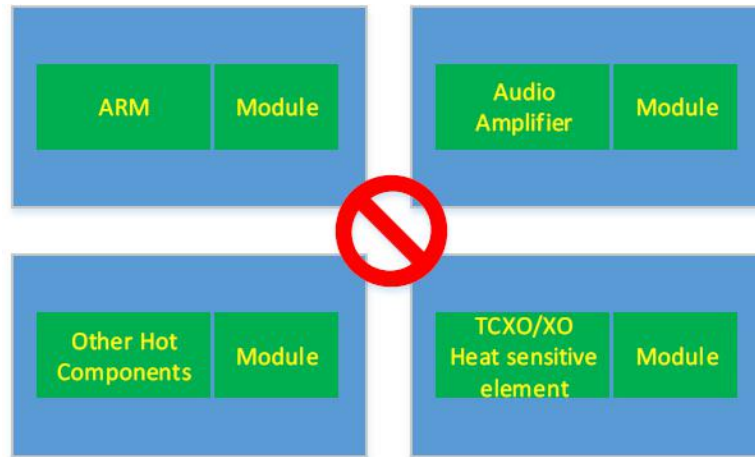 ARM
Module
Audio
Amplifier
Module
Other Hot
Components
Module
TCXO/XO
Heat sensitive
element
Module